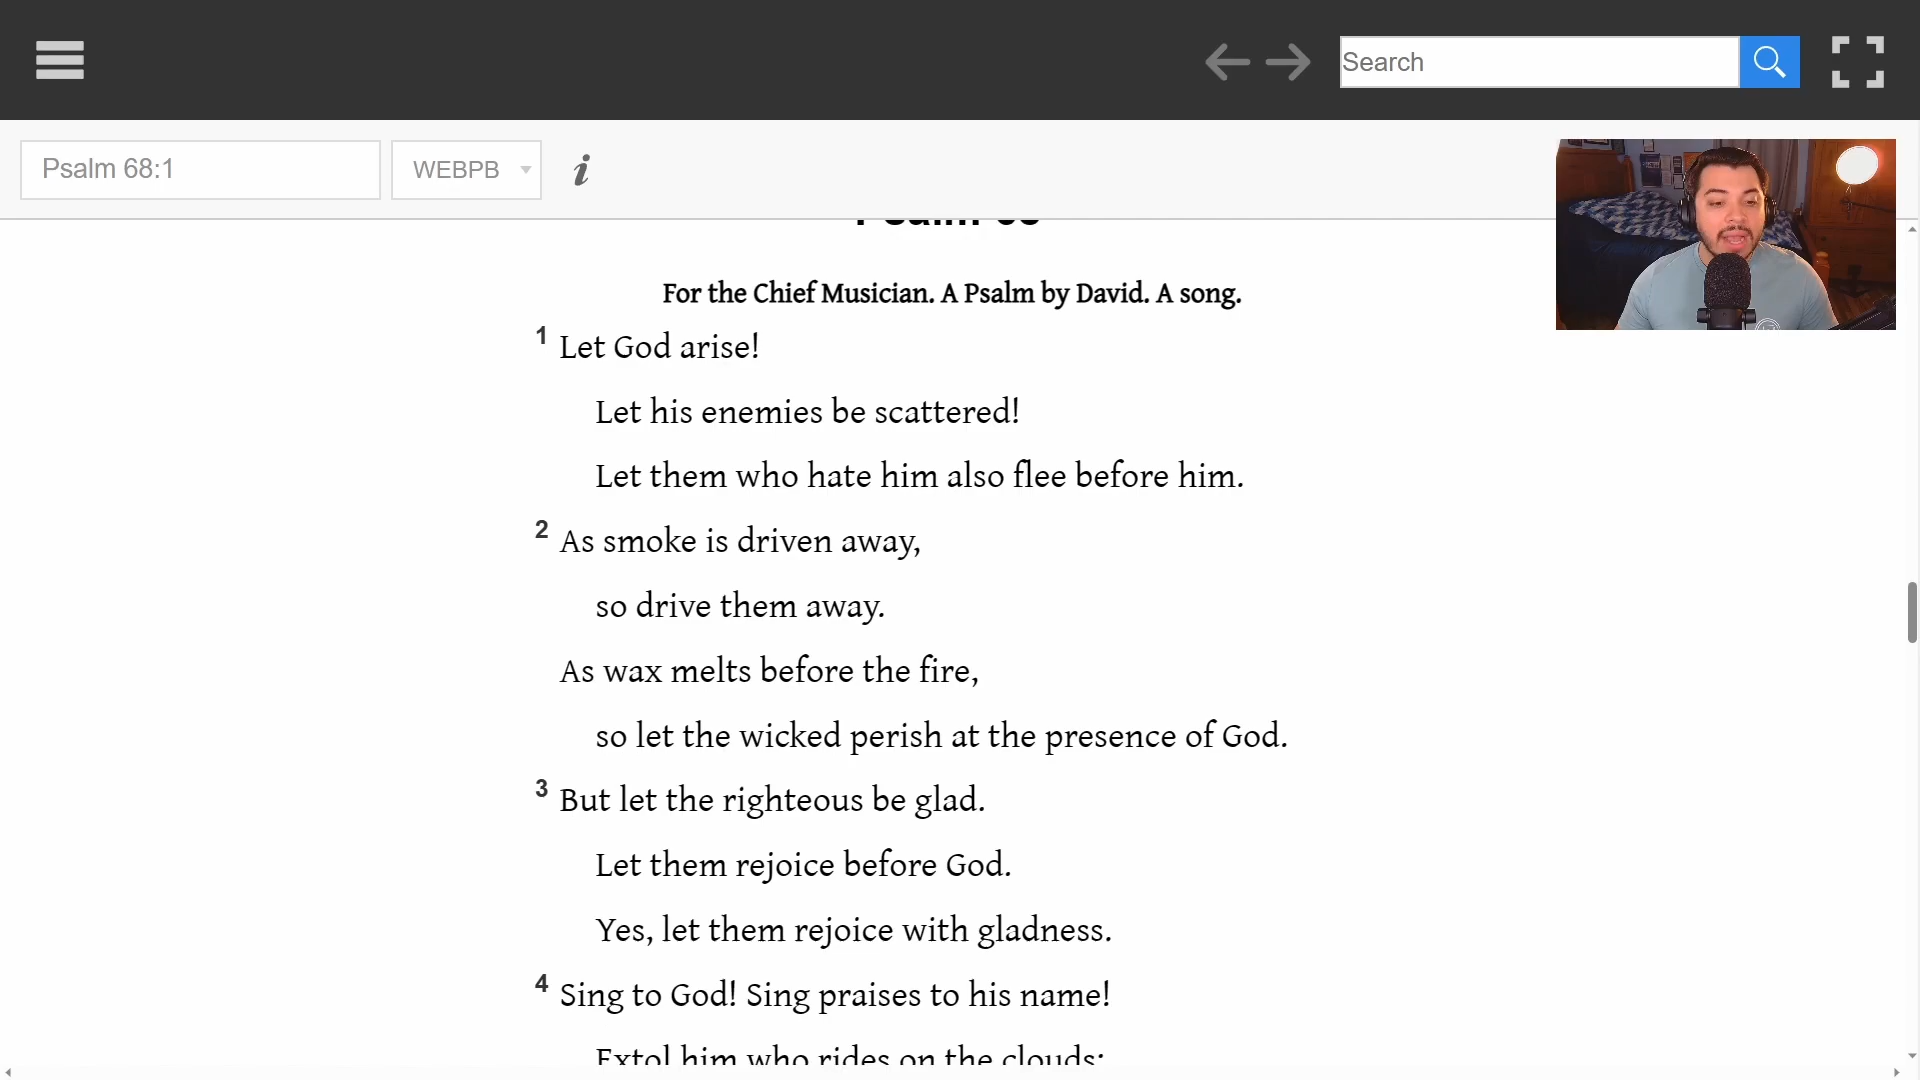 Search
Psalm 68:1
WEBPB
i
Psalm 68
For the Chief Musician. A Psalm by David. A song.
1 Let God arise!
Let his enemies be scattered!
Let them who hate him also flee before him.
2 As smoke is driven away,
so drive them away.
As wax melts before the fire,
so let the wicked perish at the presence of God.
3 But let the righteous be glad.
Let them rejoice before God.
Yes, let them rejoice with gladness.
4 Sing to God! Sing praises to his name!
Extol him who rides on the clouds: